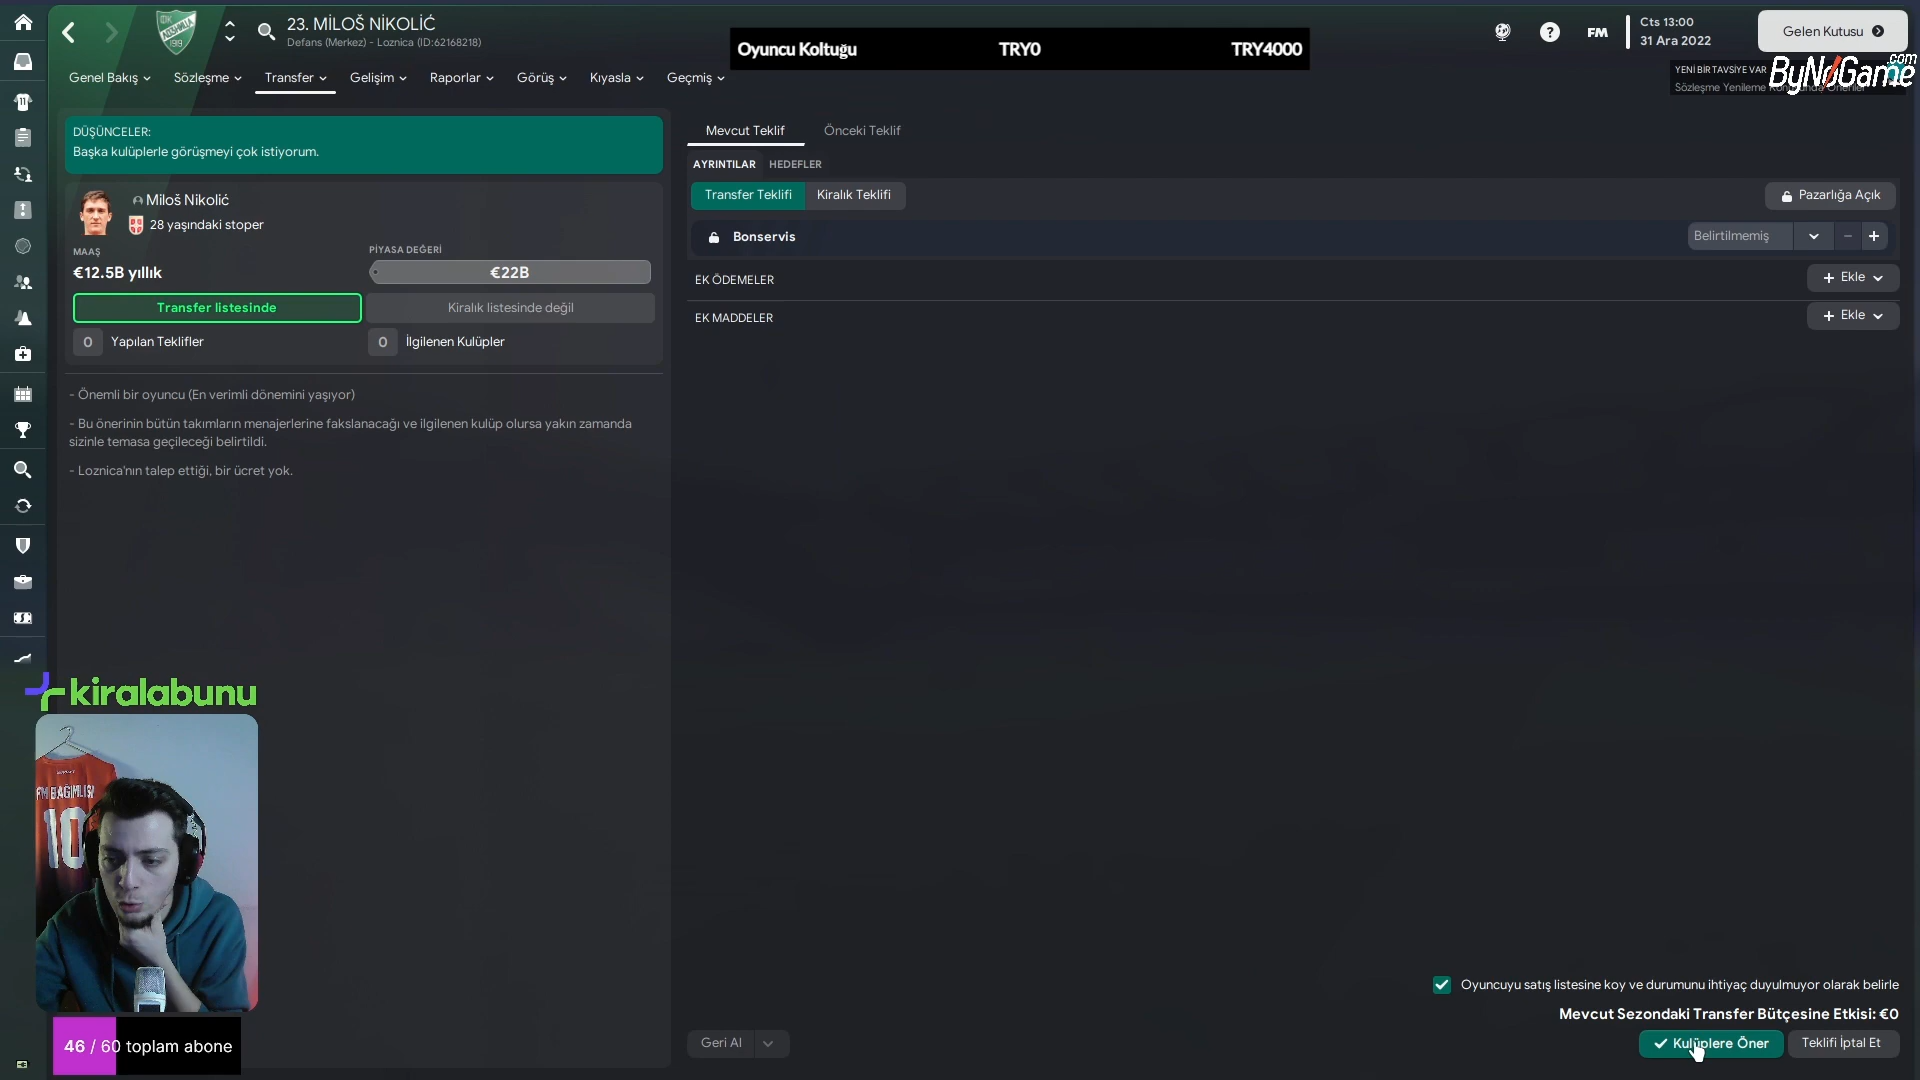 23. MİLOŠ NİKOLİĆ
Defans (Merkez) - Loznica (ID:62168218)
Oyuncu Koltuğu TRY0 TRY4000
FM
Cts 13:00
31 Ara 2022
Gelen Kutusu
Genel Bakış Sözleşme Transfer Gelişim Raporlar Görüş Kıyasla Geçmiş
YENİ BİR TAVSİYE VAR
Sözleşme Yenileme
ByNoGame.com
DÜŞÜNCELER:
Başka kulüplerle görüşmeyi çok istiyorum.
Miloš Nikolić
28 yaşındaki stoper
MAAŞ
€12.5B yıllık
PİYASA DEĞERİ
€22B
Transfer listesinde
Kiralık listesinde değil
0 Yapılan Teklifler
0 İlgilenen Kulüpler
- Önemli bir oyuncu (En verimli dönemini yaşıyor)
- Bu önerinin bütün takımların menajerlerine fakslanacağı ve ilgilenen kulüp olursa yakın zamanda
sizinle temasa geçileceği belirtildi.
- Loznica'nın talep ettiği, bir ücret yok.
Mevcut Teklif Önceki Teklif
AYRINTILAR HEDEFLER
Transfer Teklifi Kiralık Teklifi
Pazarlığa Açık
Bonservis
Belirtilmemiş
EK ÖDEMELER
+ Ekle
EK MADDELER
+ Ekle
kiralabunu
FM BAĞIMLISI
10
46 / 60 toplam abone
Oyuncuyu satış listesine koy ve durumunu ihtiyaç duyulmuyor olarak belirle
Mevcut Sezondaki Transfer Bütçesine Etkisi: €0
Geri Al
Kulüplere Öner
Teklifi İptal Et